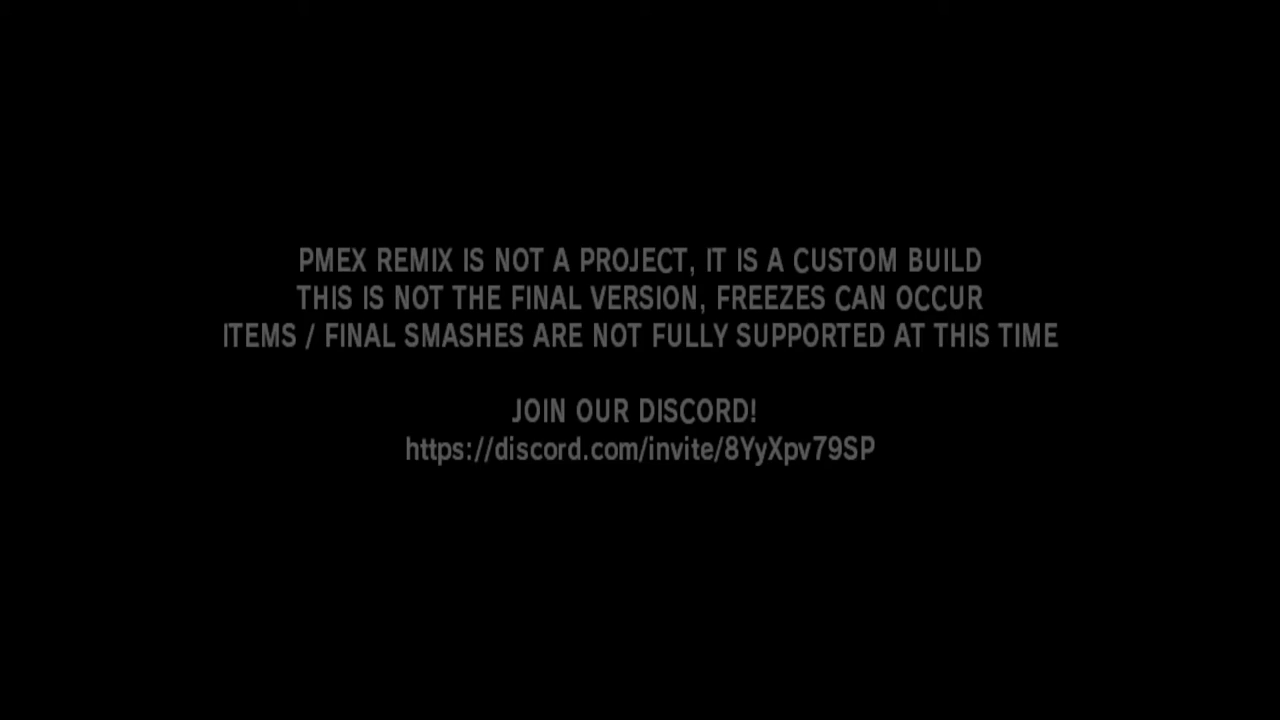 PMEX REMIX IS NOT A PROJECT, IT IS A CUSTOM BUILD
THIS IS NOT THE FINAL VERSION, FREEZES CAN OCCUR
ITEMS / FINAL SMASHES ARE NOT FULLY SUPPORTED AT THIS TIME
JOIN OUR DISCORD!
https://discord.com/invite/8YyXpv79SP